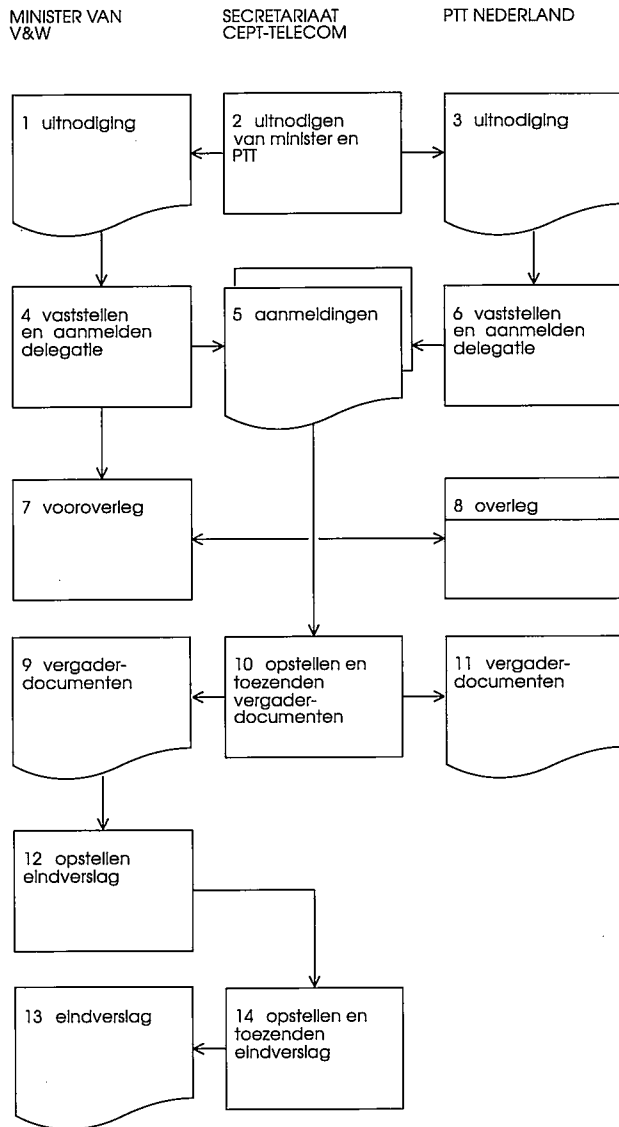 MINISTER VAN
V&W
SECRETARIAAT
CEPT-TELECOM
PTT NEDERLAND
1 uitnodiging
2 uitnodigen
van minister en
PTT
3 uitnodiging
4 vaststellen
en aanmelden
delegatie
5 aanmeldingen
6 vaststellen
en aanmelden
delegatie
7 vooroverleg
8 overleg
9 vergader-
documenten
10 opstellen en
toezenden
vergader-
documenten
11 vergader-
documenten
12 opstellen
eindverslag
13 eindverslag
14 opstellen en
toezenden
eindverslag